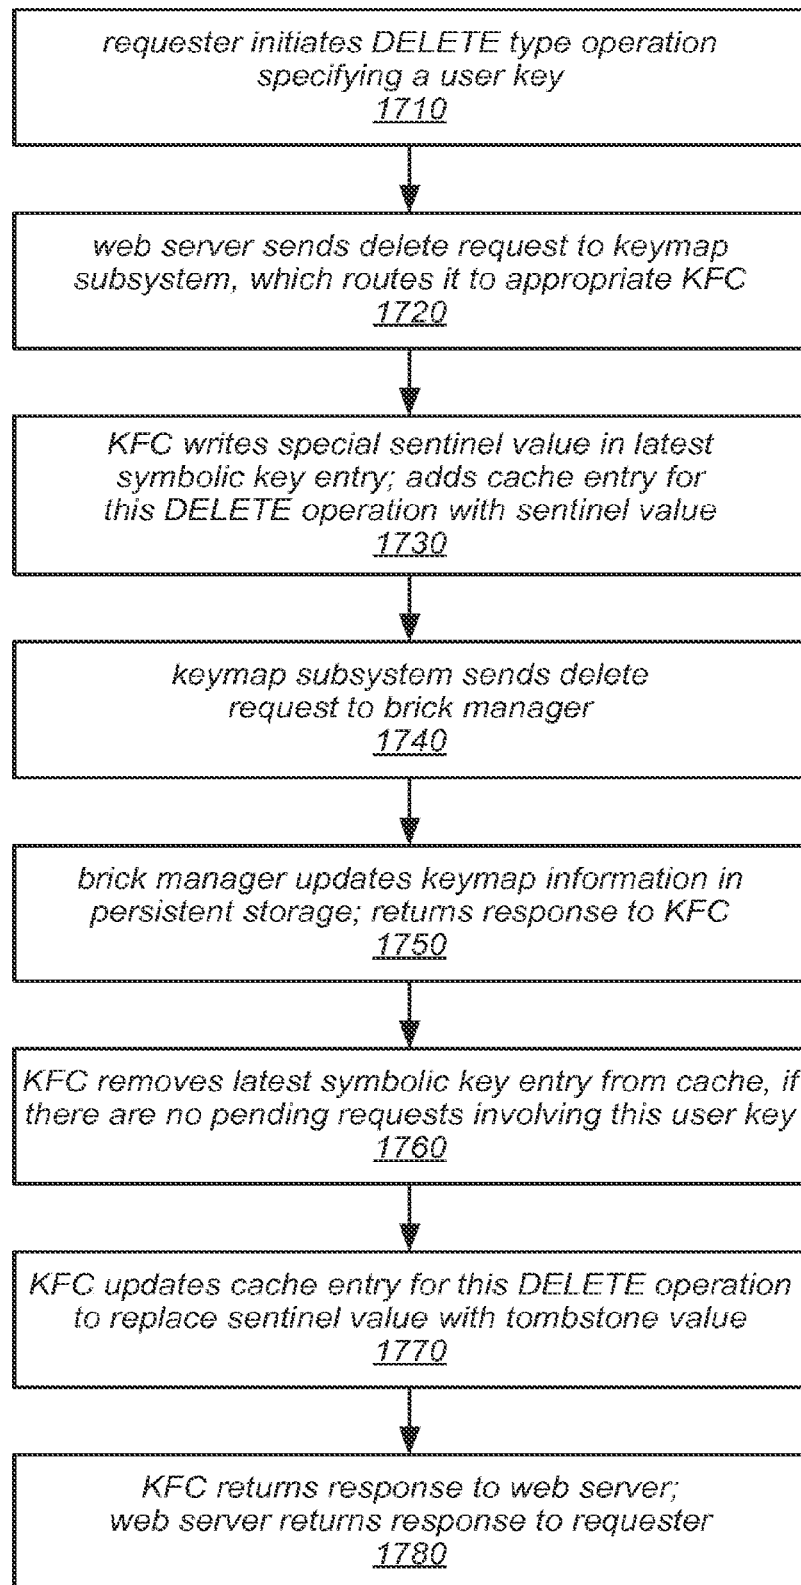 requester initiates DELETE type operation
specifying a user key
1710
web server sends delete request to keymap
subsystem, which routes it to appropriate KFC
1720
KFC writes special sentinel value in latest
symbolic key entry; adds cache entry for
this DELETE operation with sentinel value
1730
keymap subsystem sends delete
request to brick manager
1740
brick manager updates keymap information in
persistent storage; returns response to KFC
1750
KFC removes latest symbolic key entry from cache, if
there are no pending requests involving this user key
1760
KFC updates cache entry for this DELETE operation
to replace sentinel value with tombstone value
1770
KFC returns response to web server;
web server returns response to requester
1780